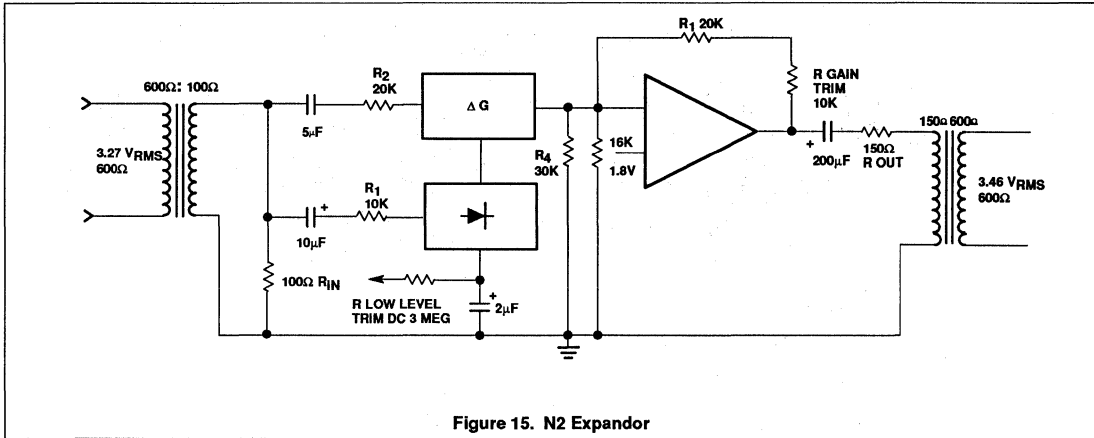 R1 20K
R GAIN
TRIM
10K
600Ω: 100Ω
R2
20K
ΔG
5μF
3.27 VRMS
600Ω
R4
30K
16K
1.8V
+
200μF
150Ω
R OUT
150Ω 600Ω
3.46 VRMS
600Ω
+
10μF
R1
10K
100Ω RIN
R LOW LEVEL
TRIM DC 3 MEG
+
2μF
Figure 15. N2 Expandor